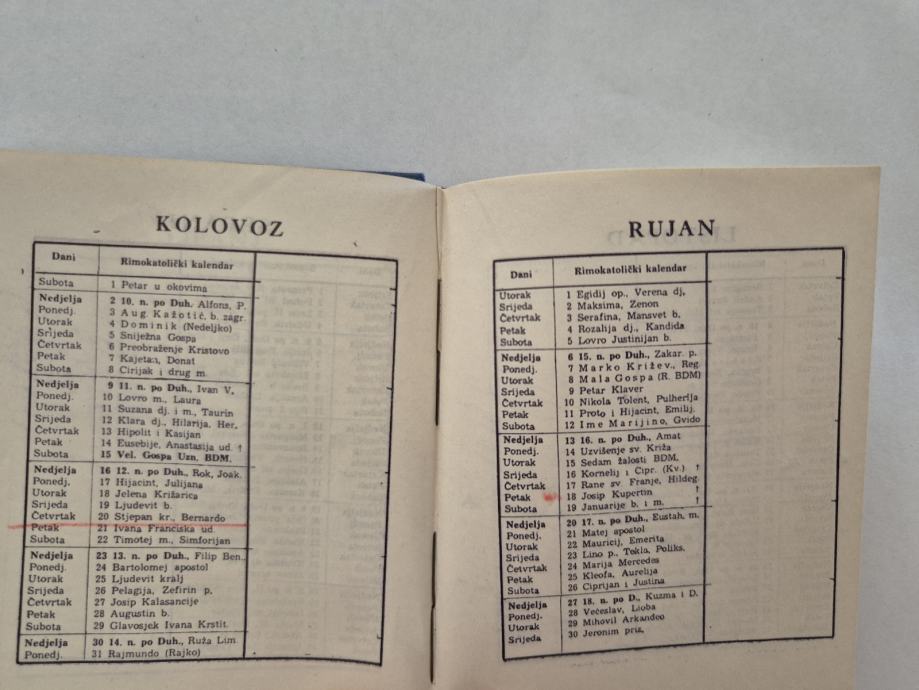 KOLOVOZ
Dani Rimokatolički kalendar
Subota 1 Petar u okovima
Nedjelja 2 10. n. po Duh. Alfons, P.
Ponedj. 3 Aug. Kažotić, b. zagr.
Utorak 4 Dominik (Nedeljko)
Srijeda 5 Sniježna Gospa
Četvrtak 6 Preobraženje Kristovo
Petak 7 Kajetan, Donat
Subota 8 Cirijak i drug m.
Nedjelja 9 11. n. po Duh., Ivan V.
Ponedj. 10 Lovro m., Laura
Utorak 11 Suzana dj. i m., Taurin
Srijeda 12 Klara dj., Hilarija, Her.
Četvrtak 13 Hipolit i Kasijan
Petak 14 Eusebije, Anastazija ud. †
Subota 15 Vel. Gospa Uzn. BDM.
Nedjelja 16 12. n. po Duh., Rok, Joak.
Ponedj. 17 Hijacint, Julijana
Utorak 18 Jelena Križarica
Srijeda 19 Ljudevit b.
Četvrtak 20 Stjepan kr., Bernardo
Petak 21 Ivana Franciska ud.
Subota 22 Timotej m., Simforijan
Nedjelja 23 13. n. po Duh., Filip Ben.
Ponedj. 24 Bartolomej apostol
Utorak 25 Ljudevit kralj
Srijeda 26 Pelagija, Zefirin p.
Četvrtak 27 Josip Kalasancije
Petak 28 Augustin b.
Subota 29 Glavosjek Ivana Krstit.
Nedjelja 30 14. n. po Duh., Ruža Lim.
Ponedj. 31 Rajmundo (Rajko)
RUJAN
Dani Rimokatolički kalendar
Utorak 1 Egidij op., Verena dj.
Srijeda 2 Maksima, Zenon
Četvrtak 3 Serafina, Mansvet b.
Petak 4 Rozalija dj., Kandida
Subota 5 Lovro Justinijan b.
Nedjelja 6 15. n. po Duh., Zakar. p.
Ponedj. 7 Marko Križev., Reg.
Utorak 8 Mala Gospa (R. BDM)
Srijeda 9 Petar Klaver
Četvrtak 10 Nikola Tolent, Pulherija
Petak 11 Proto i Hijacint, Emilij.
Subota 12 Ime Marijino, Gvido
Nedjelja 13 16. n. po Duh., Amat
Ponedj. 14 Uzvišenje sv. Križa
Utorak 15 Sedam žalosti BDM.
Srijeda 16 Kornelij i Cipr. (Kv.) †
Četvrtak 17 Rane sv. Franje, Hildeg.
Petak 18 Josip Kupertin †
Subota 19 Januarije b. i m. †
Nedjelja 20 17. n. po Duh., Eustah. m.
Ponedj. 21 Matej apostol
Utorak 22 Mauricij, Emerita
Srijeda 23 Lino p., Tekla, Poliks.
Četvrtak 24 Marija Mercedes
Petak 25 Kleofa, Aurelija
Subota 26 Ciprijan i Justina
Nedjelja 27 18. n. po D., Kuzma i D.
Ponedj. 28 Većeslav, Lioba
Utorak 29 Mihovil Arkanđeo
Srijeda 30 Jeronim priz.